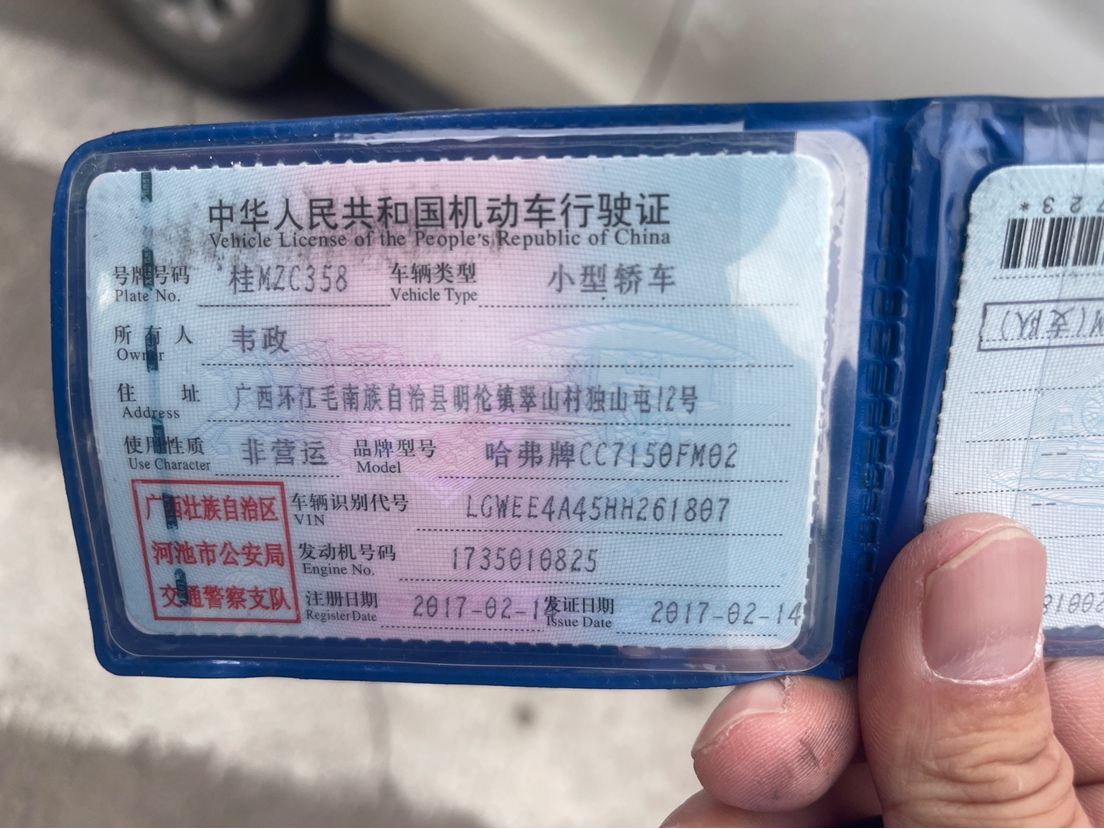 中华人民共和国机动车行驶证
Vehicle License of the People's Republic of China
号牌号码 桂MZC358 车辆类型 小型轿车
Plate No. Vehicle Type
所有人 韦政
Owner
住址 广西环江毛南族自治县明伦镇翠山村独山屯12号
Address
使用性质 非营运 品牌型号 哈弗牌CC7150FM02
Use Character Model
广西壮族自治区
河池市公安局
交通警察支队
车辆识别代号 LGWEE4A45HH261807
VIN
发动机号码 1735010825
Engine No.
注册日期 2017-02-1 发证日期 2017-02-14
Register Date Issue Date